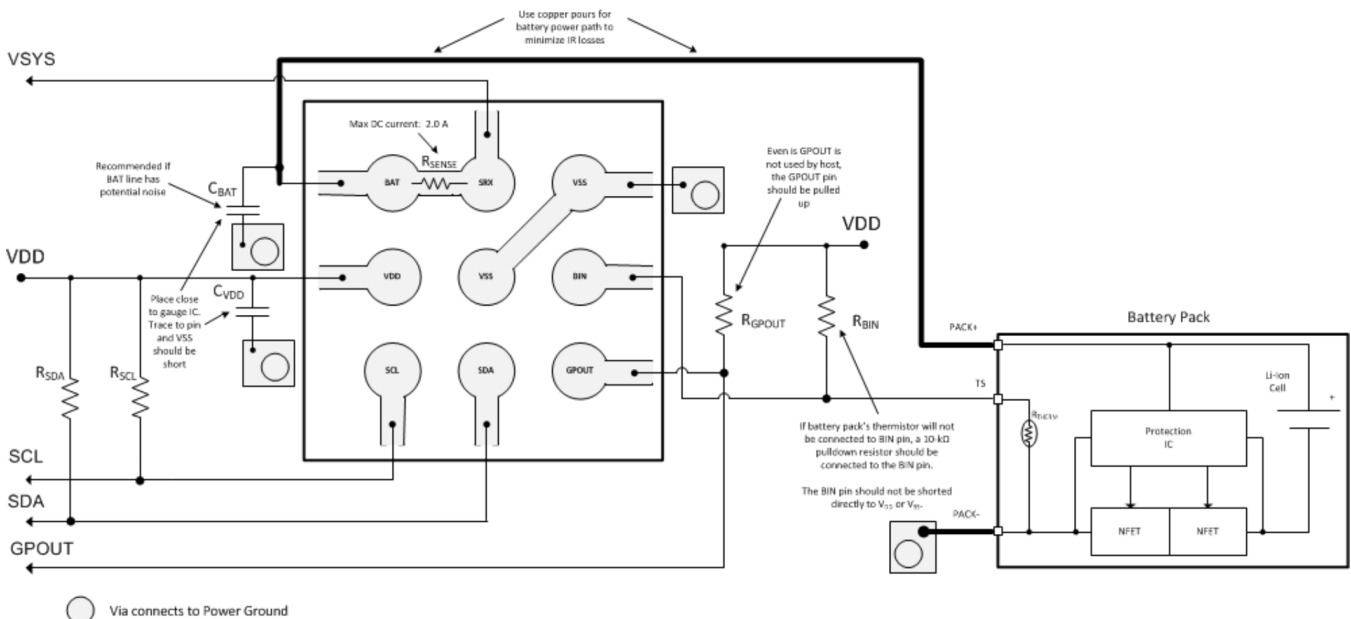 Use copper pours for
battery power path to
minimize IR losses
VSYS
Max DC current: 2.0 A
RSENSE
Recommended if
BAT line has
potential noise
CBAT
BAT
SRX
VSS
Even is GPOUT is
not used by host,
the GPOUT pin
should be pulled
up
VDD
VDD
CVDD
VDD
VSS
BIN
Place close
to gauge IC.
Trace to pin
and VSS
should be
short
RGPOUT
RBIN
PACK+
Battery Pack
RSDA
RSCL
SCL
SDA
GPOUT
TS
Li-Ion
Cell
+
RTHERM
Protection
IC
If battery pack's thermistor will not
be connected to BIN pin, a 10-kΩ
pulldown resistor should be
connected to the BIN pin.
The BIN pin should not be shorted
directly to VDD or VSS.
SCL
SDA
PACK-
NFET
NFET
GPOUT
Via connects to Power Ground